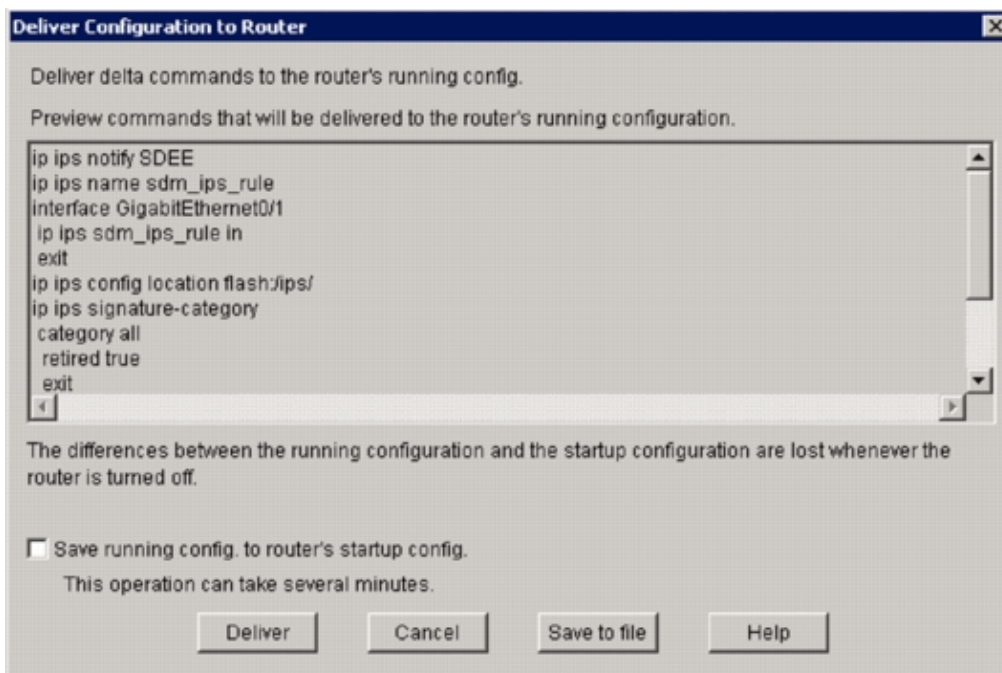 Deliver Configuration to Router
Deliver delta commands to the router's running config.
Preview commands that will be delivered to the router's running configuration.
ip ips notify SDEE
ip ips name sdm_ips_rule
interface GigabitEthernet0/1
ip ips sdm_ips_rule in
exit
ip ips config location flash:/ips/
ip ips signature-category
category all
retired true
exit
The differences between the running configuration and the startup configuration are lost whenever the
router is turned off.
Save running config. to router's startup config.
This operation can take several minutes.
Deliver Cancel Save to file Help